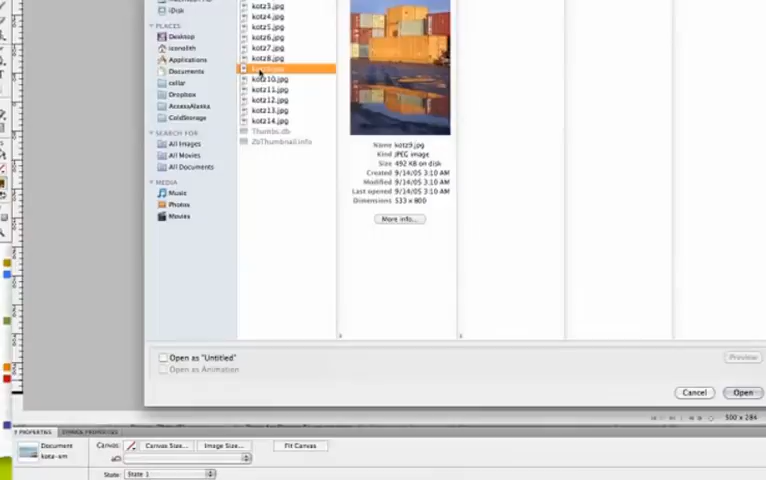 iDisk
kotz3.jpg
kotz4.jpg
kotz5.jpg
kotz6.jpg
kotz7.jpg
kotz8.jpg
kotz10.jpg
kotz11.jpg
kotz12.jpg
kotz13.jpg
kotz14.jpg
Thumbs.db
ZbThumbnail.info
PLACES
Desktop
iconolith
Applications
Documents
cellar
Dropbox
AccessAlaska
ColdStorage
SEARCH FOR
All Images
All Movies
All Documents
MEDIA
Music
Photos
Movies
Name kotz9.jpg
Kind JPEG image
Size 492 KB on disk
Created 9/14/05 3:10 AM
Modified 9/14/05 3:10 AM
Last opened 9/14/05 3:10 AM
Dimensions 533 x 800
More info...
Open as "Untitled"
Open as Animation
Preview
Cancel
Open
500 x 284
PROPERTIES
Document
Canvas:
Canvas Size...
Image Size...
Fit Canvas
State: State 1